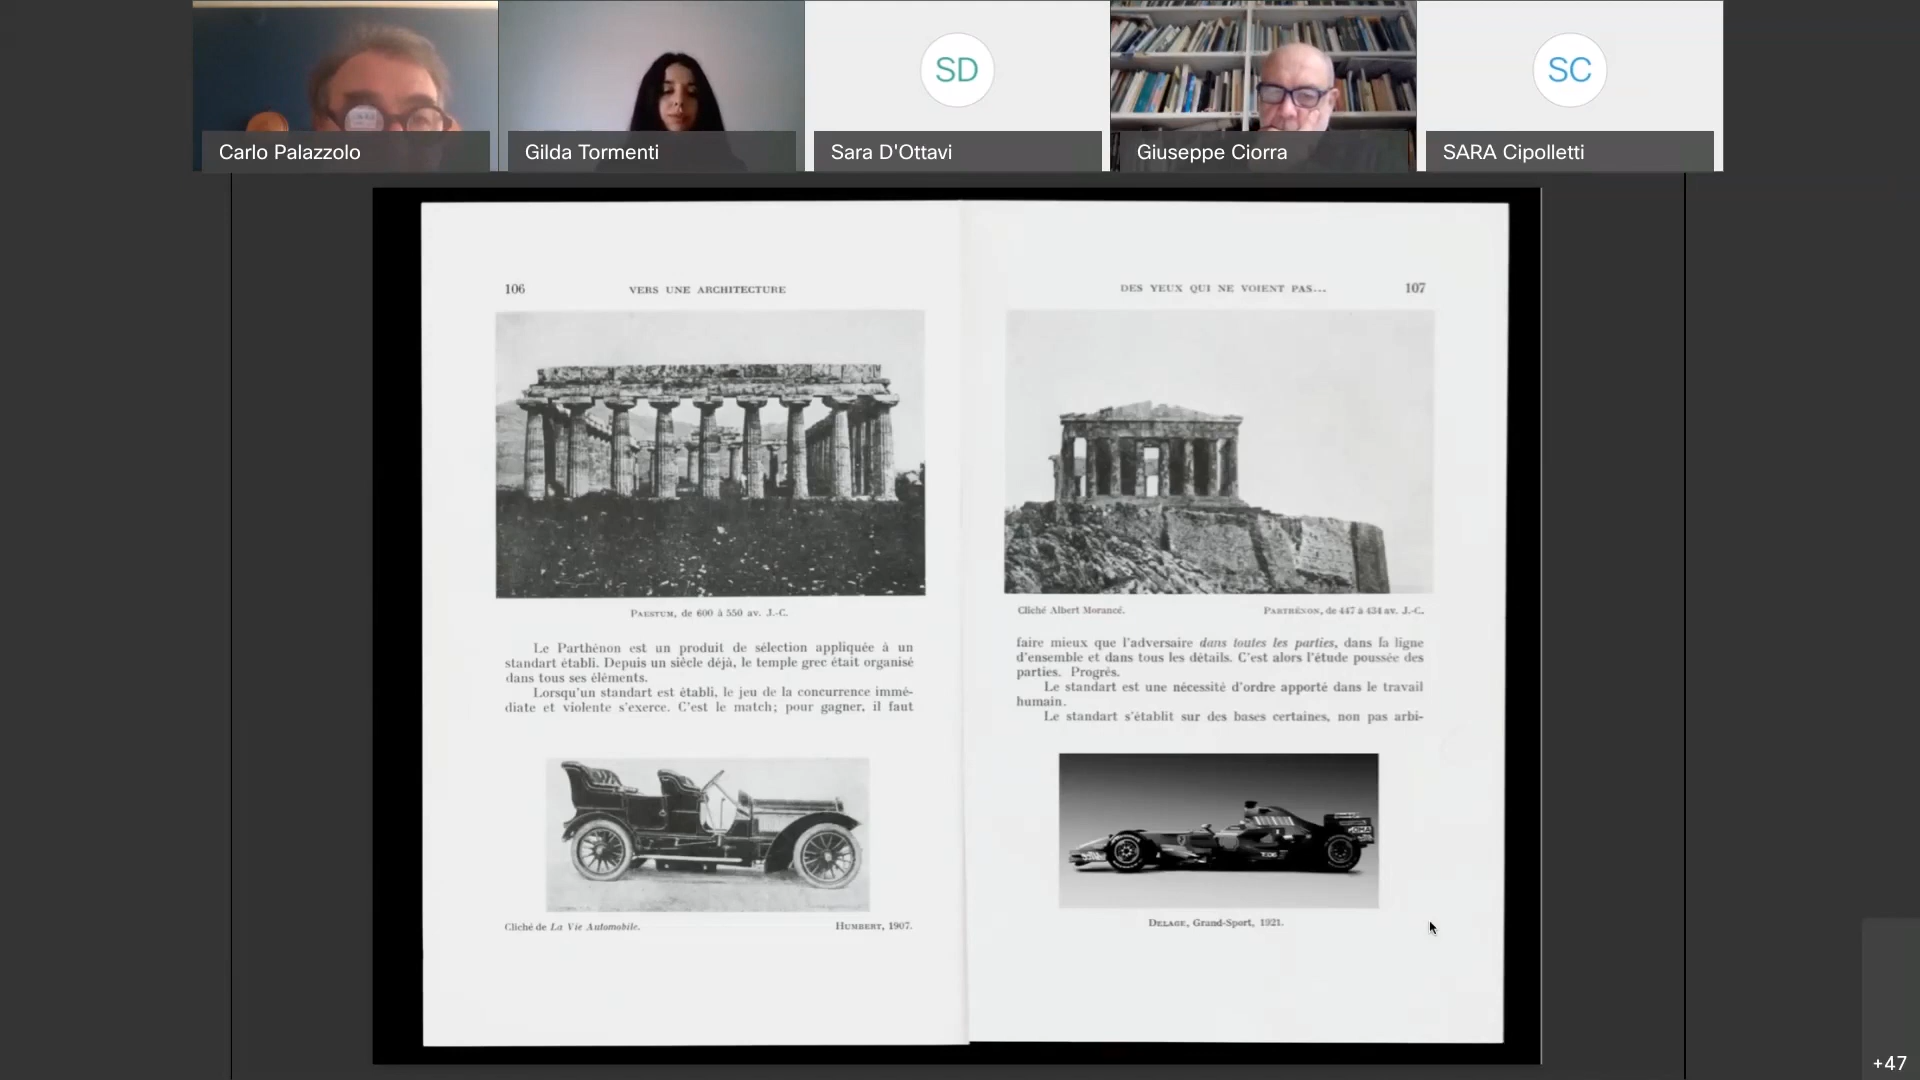 SD
SC
Carlo Palazzolo
Gilda Tormenti
Sara D'Ottavi
Giuseppe Ciorra
SARA Cipolletti
106
VERS UNE ARCHITECTURE
PAESTUM, de 600 à 550 av. J.-C.
Le Parthénon est un produit de sélection appliquée à un
standart établi. Depuis un siècle déjà, le temple grec était organisé
dans tous ses éléments.
Lorsqu'un standart est établi, le jeu de la concurrence immé-
diate et violente s'exerce. C'est le match; pour gagner, il faut
Cliché de La Vie Automobile.
HUMBERT, 1907.
DES YEUX QUI NE VOIENT PAS...
107
Cliché Albert Morancé.
PARTHÉNON, de 447 à 434 av. J.-C.
faire mieux que l'adversaire dans toutes les parties, dans la ligne
d'ensemble et dans tous les détails. C'est alors l'étude poussée des
parties. Progrès.
Le standart est une nécessité d'ordre apporté dans le travail
humain.
Le standart s'établit sur des bases certaines, non pas arbi-
DELAGE, Grand-Sport, 1921.
+47